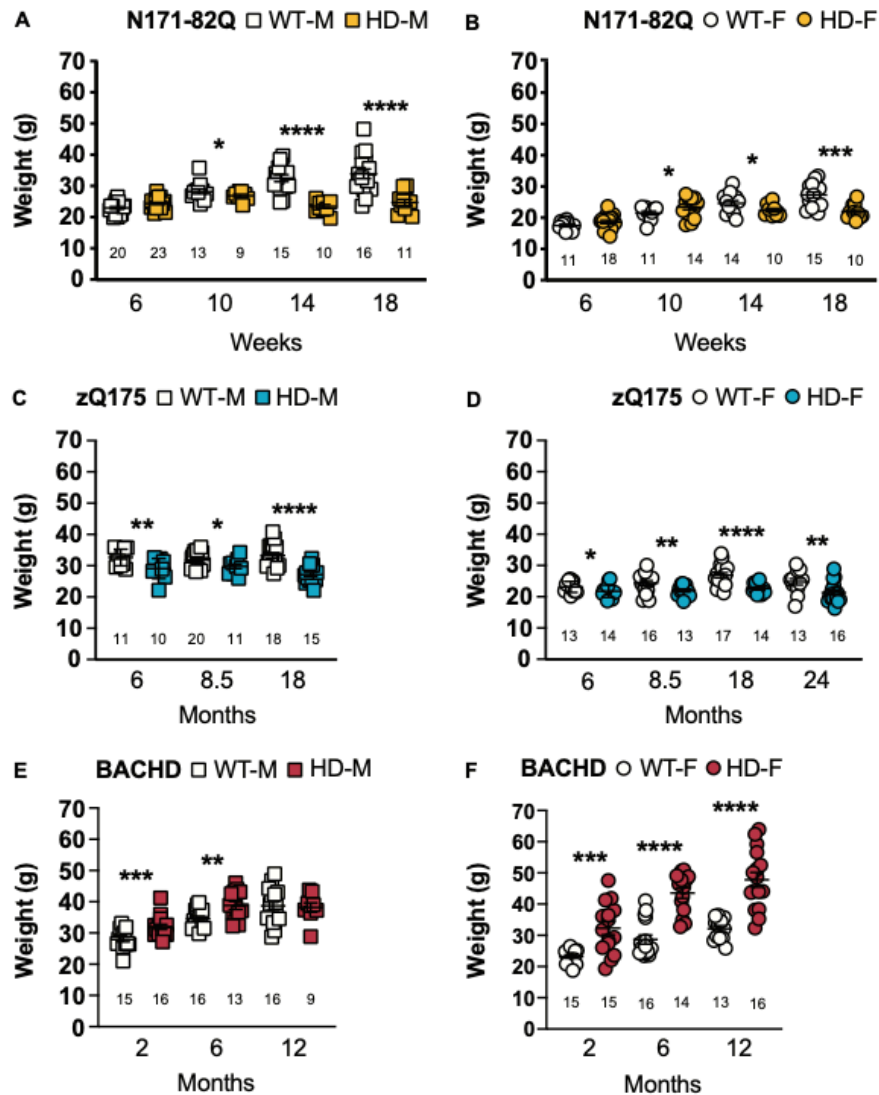 A N171-82Q WT-M HD-M
Weight (g)
70
60
50
40
30
20
10
0
* **** ****
20 23 13 9 15 10 16 11
6 10 14 18
Weeks
B N171-82Q WT-F HD-F
Weight (g)
70
60
50
40
30
20
10
0
* * ***
11 18 11 14 14 10 15 10
6 10 14 18
Weeks
C zQ175 WT-M HD-M
Weight (g)
70
60
50
40
30
20
10
0
** * ****
11 10 20 11 18 15
6 8.5 18
Months
D zQ175 WT-F HD-F
Weight (g)
70
60
50
40
30
20
10
0
* ** **** **
13 14 16 13 17 14 13 16
6 8.5 18 24
Months
E BACHD WT-M HD-M
Weight (g)
70
60
50
40
30
20
10
0
*** **
15 16 16 13 16 9
2 6 12
Months
F BACHD WT-F HD-F
Weight (g)
70
60
50
40
30
20
10
0
*** **** ****
15 15 16 14 13 16
2 6 12
Months